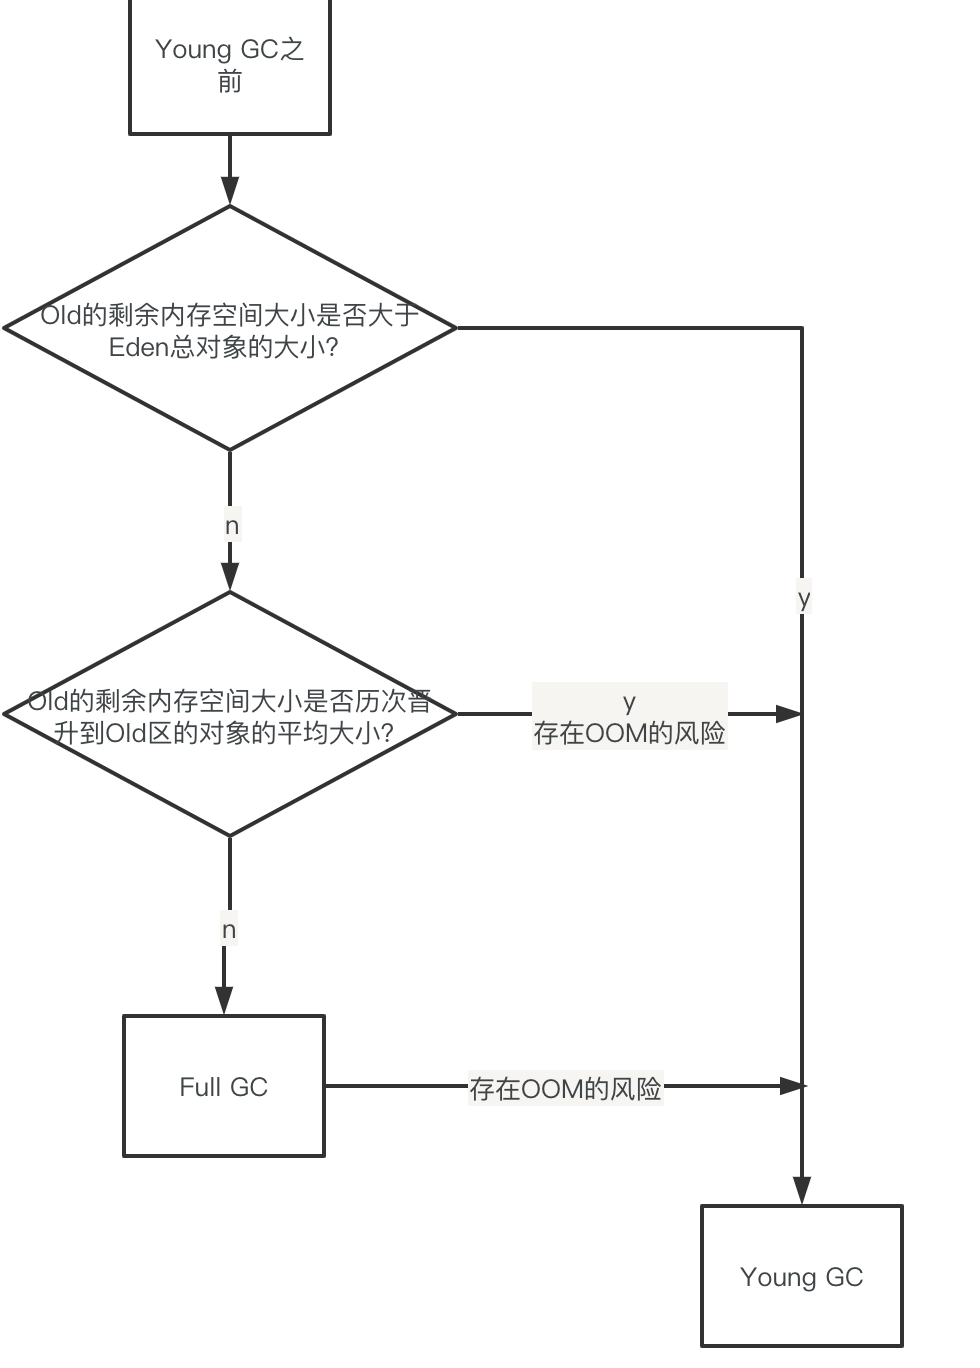 Young GC之
前
Old的剩余内存空间大小是否大于
Eden总对象的大小?
n
y
Old的剩余内存空间大小是否历次晋
升到Old区的对象的平均大小?
y
存在OOM的风险
n
Full GC
存在OOM的风险
Young GC